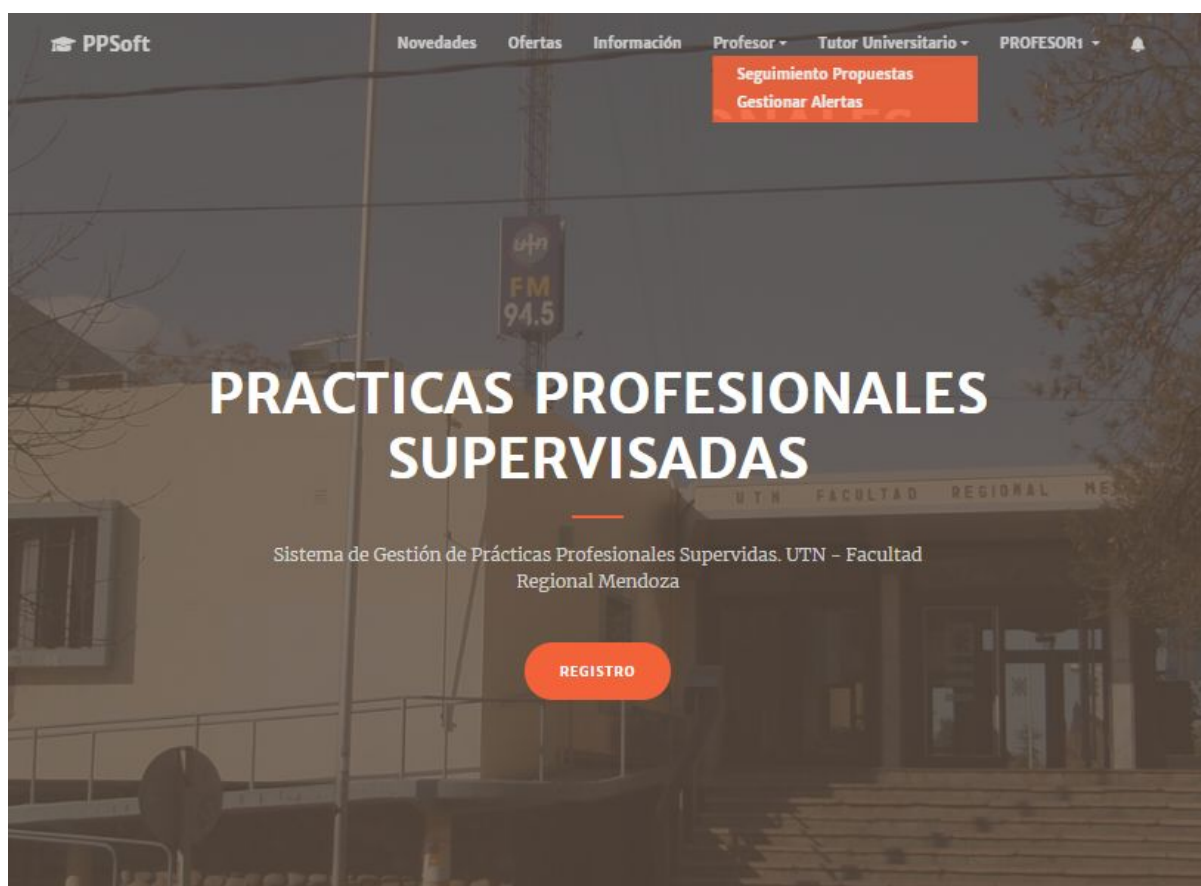 PPSoft
Novedades Ofertas Información Profesor Tutor Universitario PROFESOR1
Seguimiento Propuestas
Gestionar Alertas
ONALES
utn
FM
94.5
PRACTICAS PROFESIONALES
SUPERVISADAS
UTN FACULTAD REGIONAL
Sistema de Gestión de Prácticas Profesionales Supervidas. UTN – Facultad
Regional Mendoza
REGISTRO